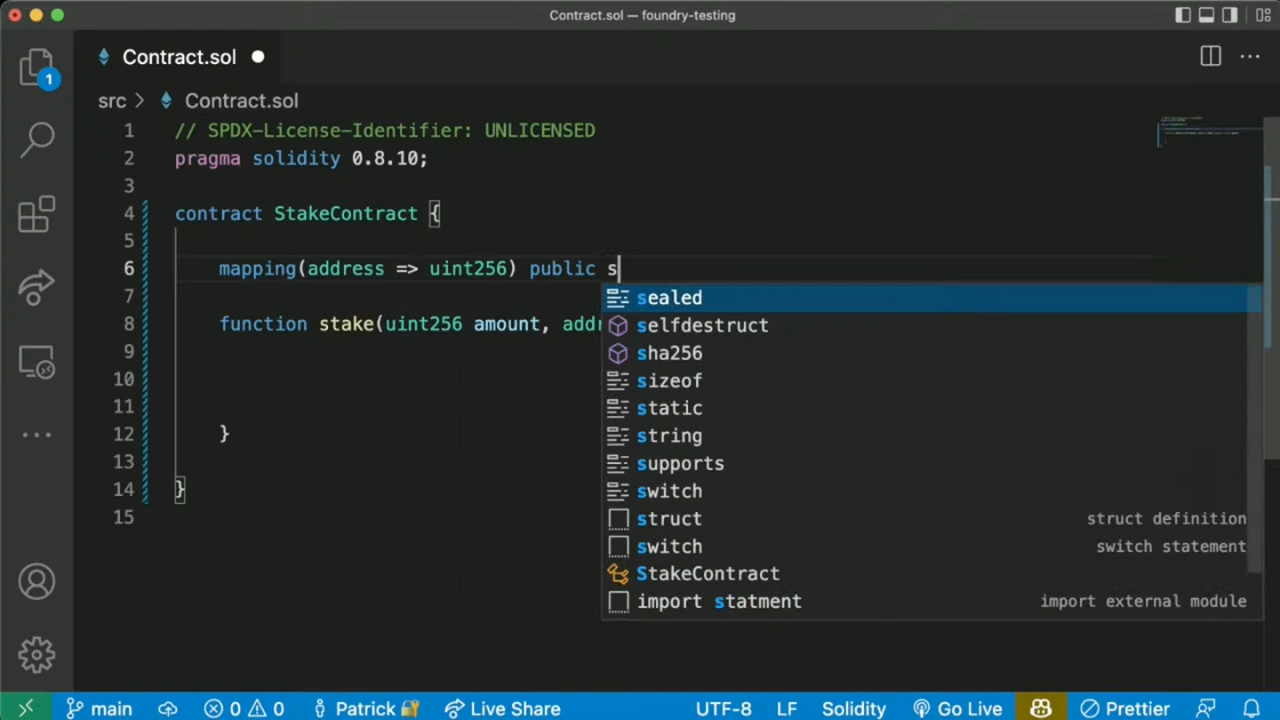 Contract.sol — foundry-testing
Contract.sol
1
src > Contract.sol
1 // SPDX-License-Identifier: UNLICENSED
2 pragma solidity 0.8.10;
3
4 contract StakeContract {
5
6 mapping(address => uint256) public s
7
8 function stake(uint256 amount, addr
9
10
11
12 }
13
14 }
15
sealed
selfdestruct
sha256
sizeof
static
string
supports
switch
struct struct definition
switch switch statement
StakeContract
import statment import external module
main 0 0 Patrick Live Share UTF-8 LF Solidity Go Live Prettier